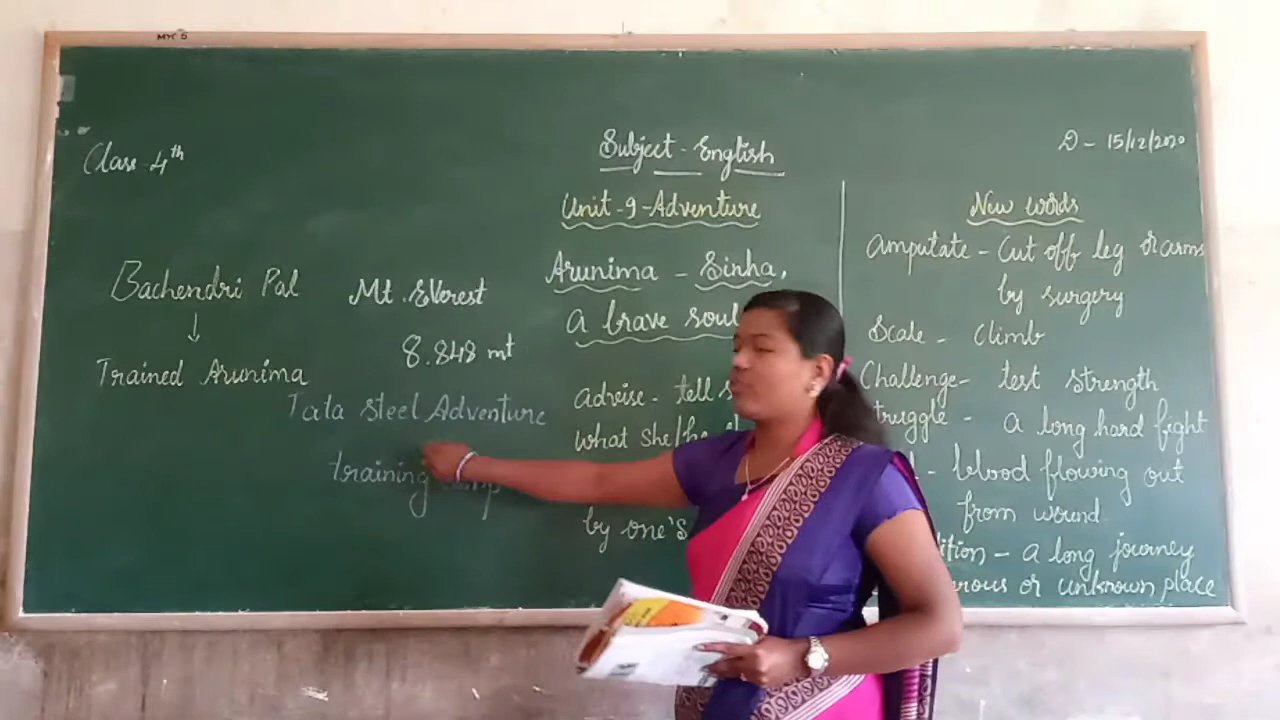 Class-4th
Subject-English
D-15/12/2020
Unit-9-Adventure
Arunima-Sinha,
a brave soul
Bachendri Pal
↓
Trained Arunima
Mt. Everest
8.848 mt
Tata steel Adventure
training
advise- tell
what she/he
by one's
New words
Amputate-Cut off leg or arms
by surgery
Scale- climb
Challenge- test strength
- a long hard fight
- blood flowing out
from wound
- a long journey
or unknown place